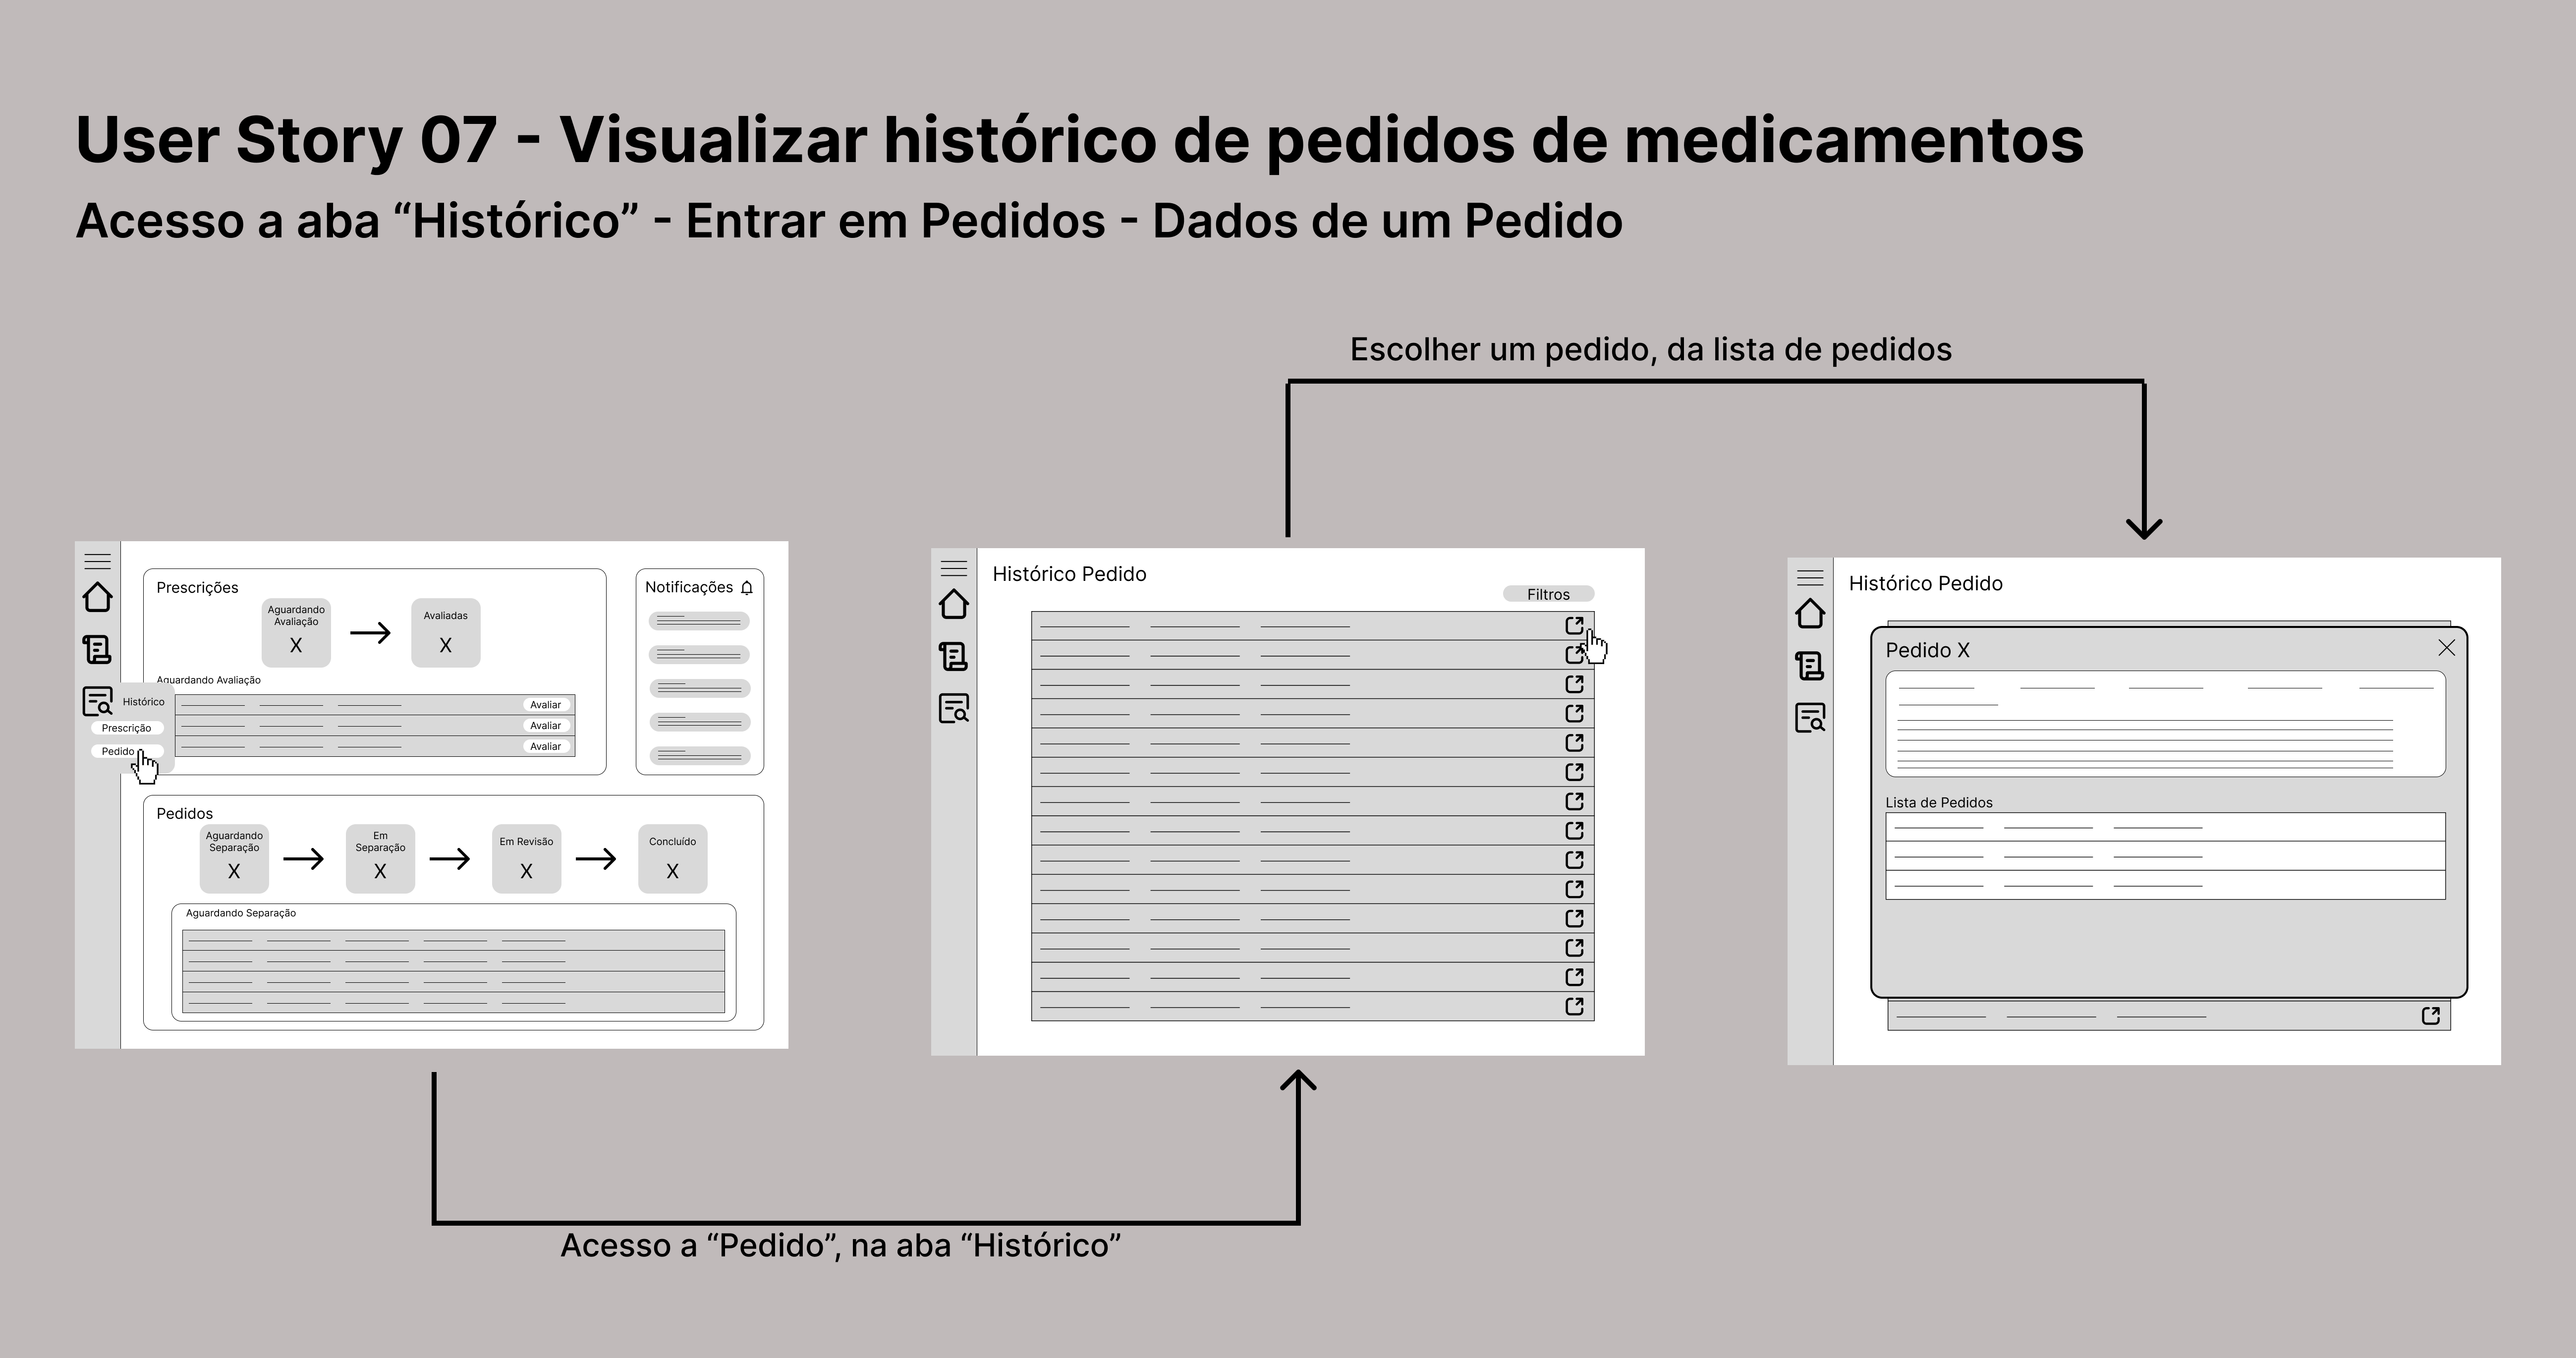 User Story 07 - Visualizar histórico de pedidos de medicamentos
Acesso a aba “Histórico” - Entrar em Pedidos - Dados de um Pedido
Escolher um pedido, da lista de pedidos
Prescrições
Aguardando
Avaliação
X
Avaliadas
X
Aguardando Avaliação
Avaliar
Avaliar
Avaliar
Histórico
Prescrição
Pedido
Notificações
Pedidos
Aguardando
Separação
X
Em
Separação
X
Em Revisão
X
Concluído
X
Aguardando Separação
Histórico Pedido
Filtros
Histórico Pedido
Pedido X
Lista de Pedidos
Acesso a “Pedido”, na aba “Histórico”